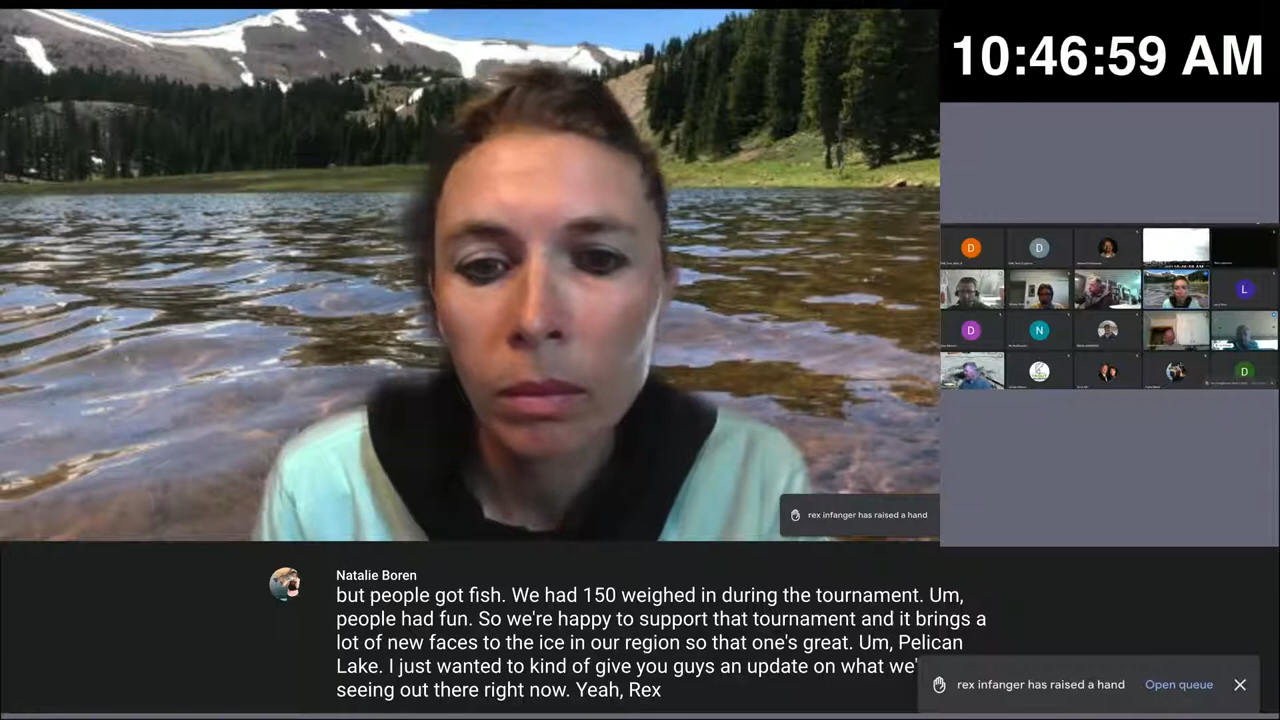 10:46:59 AM
D
D
L
D
N
D
rex infanger has raised a hand
Natalie Boren
but people got fish. We had 150 weighed in during the tournament. Um,
people had fun. So we're happy to support that tournament and it brings a
lot of new faces to the ice in our region so that one's great. Um, Pelican
Lake. I just wanted to kind of give you guys an update on what we'
seeing out there right now. Yeah, Rex
rex infanger has raised a hand
Open queue